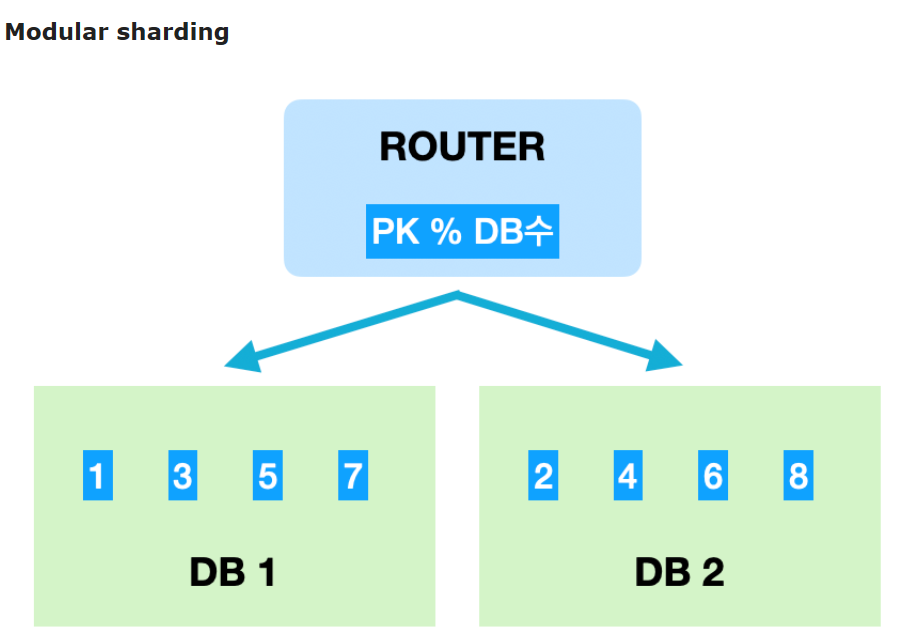 Modular sharding
ROUTER
PK % DB수
1 3 5 7
2 4 6 8
DB 1
DB 2